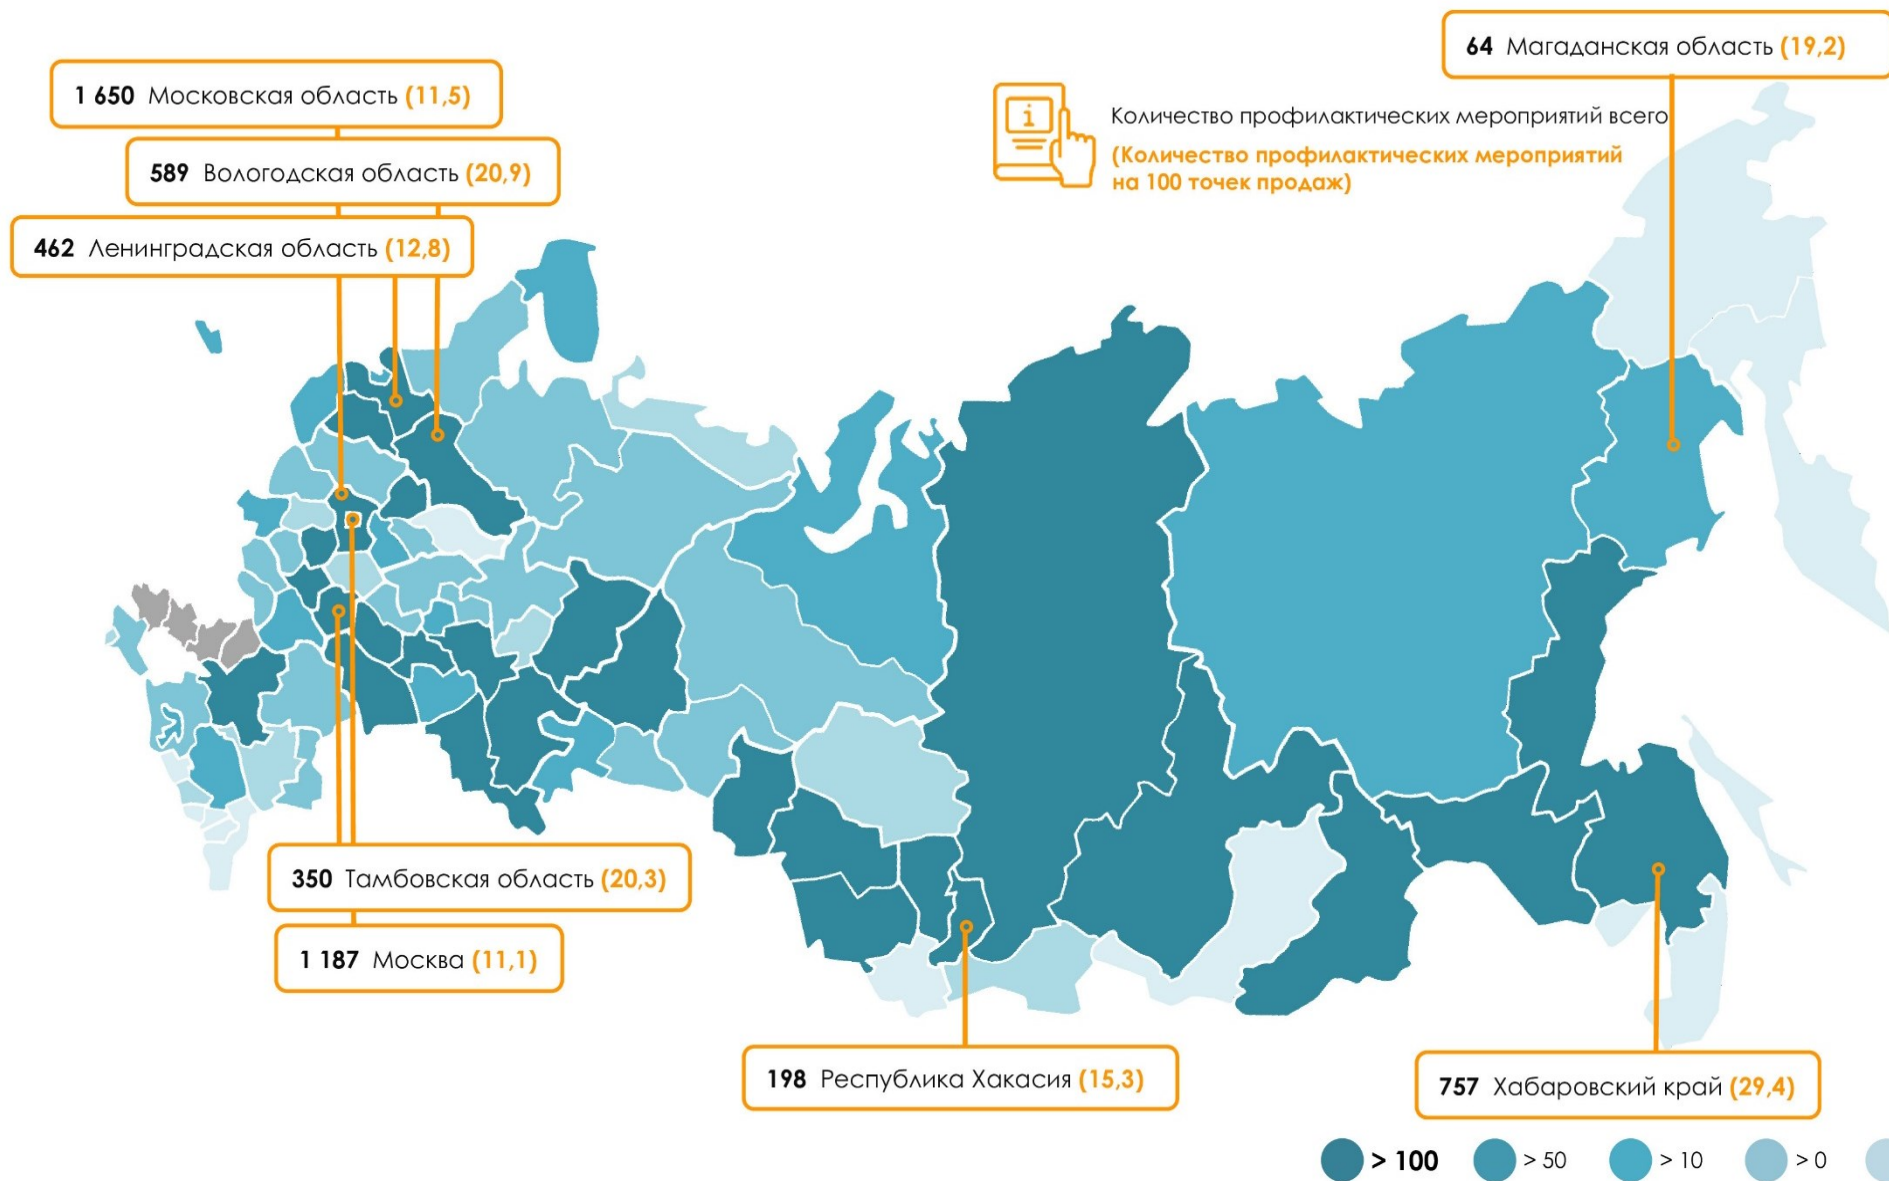 64 Магаданская область (19,2)
1 650 Московская область (11,5)
Количество профилактических мероприятий всего
(Количество профилактических мероприятий
на 100 точек продаж)
589 Вологодская область (20,9)
462 Ленинградская область (12,8)
350 Тамбовская область (20,3)
1 187 Москва (11,1)
198 Республика Хакасия (15,3)
757 Хабаровский край (29,4)
> 100 > 50 > 10 > 0